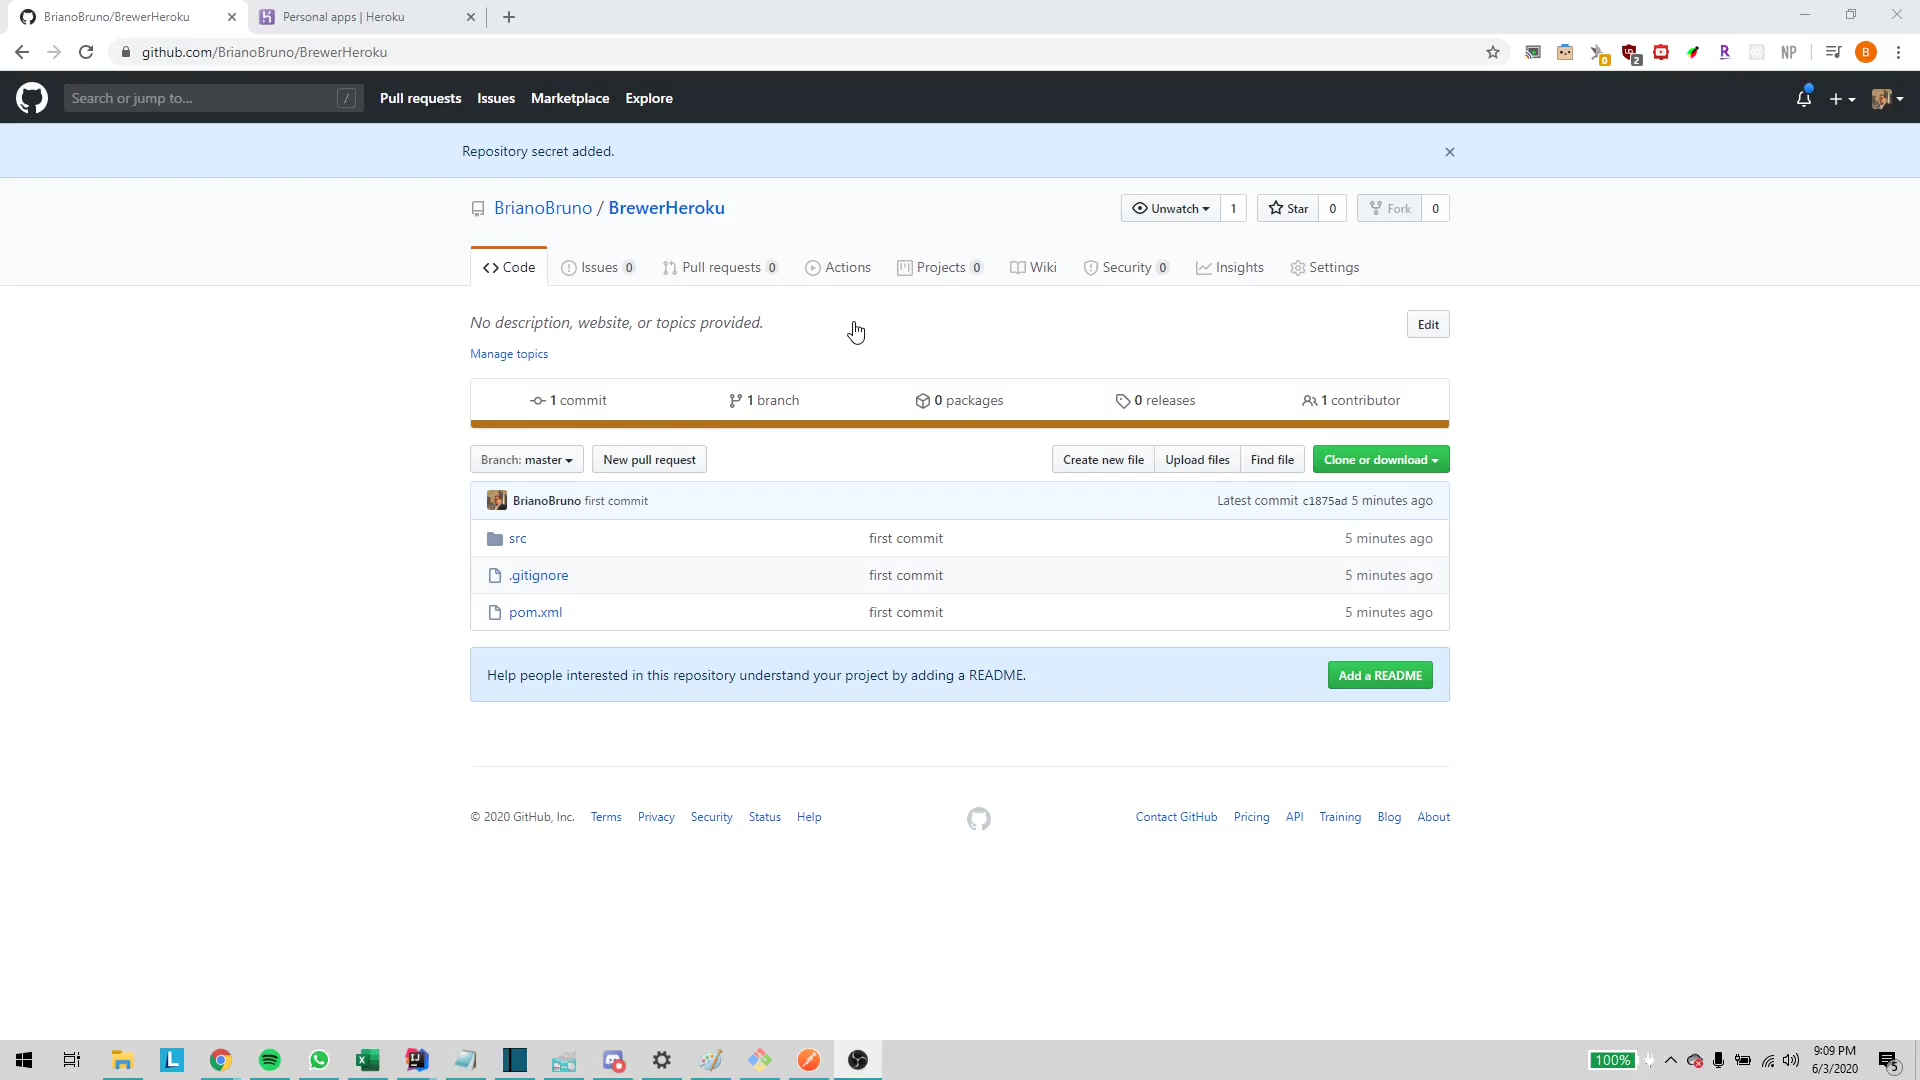 BrianoBruno/BrewerHeroku
Personal apps | Heroku
github.com/BrianoBruno/BrewerHeroku
0
2
R
NP
B
Search or jump to...
/
Pull requests
Issues
Marketplace
Explore
Repository secret added.
BrianoBruno / BrewerHeroku
Unwatch 1
Star 0
Fork 0
Code
Issues 0
Pull requests 0
Actions
Projects 0
Wiki
Security 0
Insights
Settings
No description, website, or topics provided.
Edit
Manage topics
1 commit
1 branch
0 packages
0 releases
1 contributor
Branch: master
New pull request
Create new file
Upload files
Find file
Clone or download
BrianoBruno first commit
Latest commit c1875ad 5 minutes ago
src first commit 5 minutes ago
.gitignore first commit 5 minutes ago
pom.xml first commit 5 minutes ago
Help people interested in this repository understand your project by adding a README.
Add a README
© 2020 GitHub, Inc.
Terms
Privacy
Security
Status
Help
Contact GitHub
Pricing
API
Training
Blog
About
L
100%
9:09 PM
6/3/2020
5